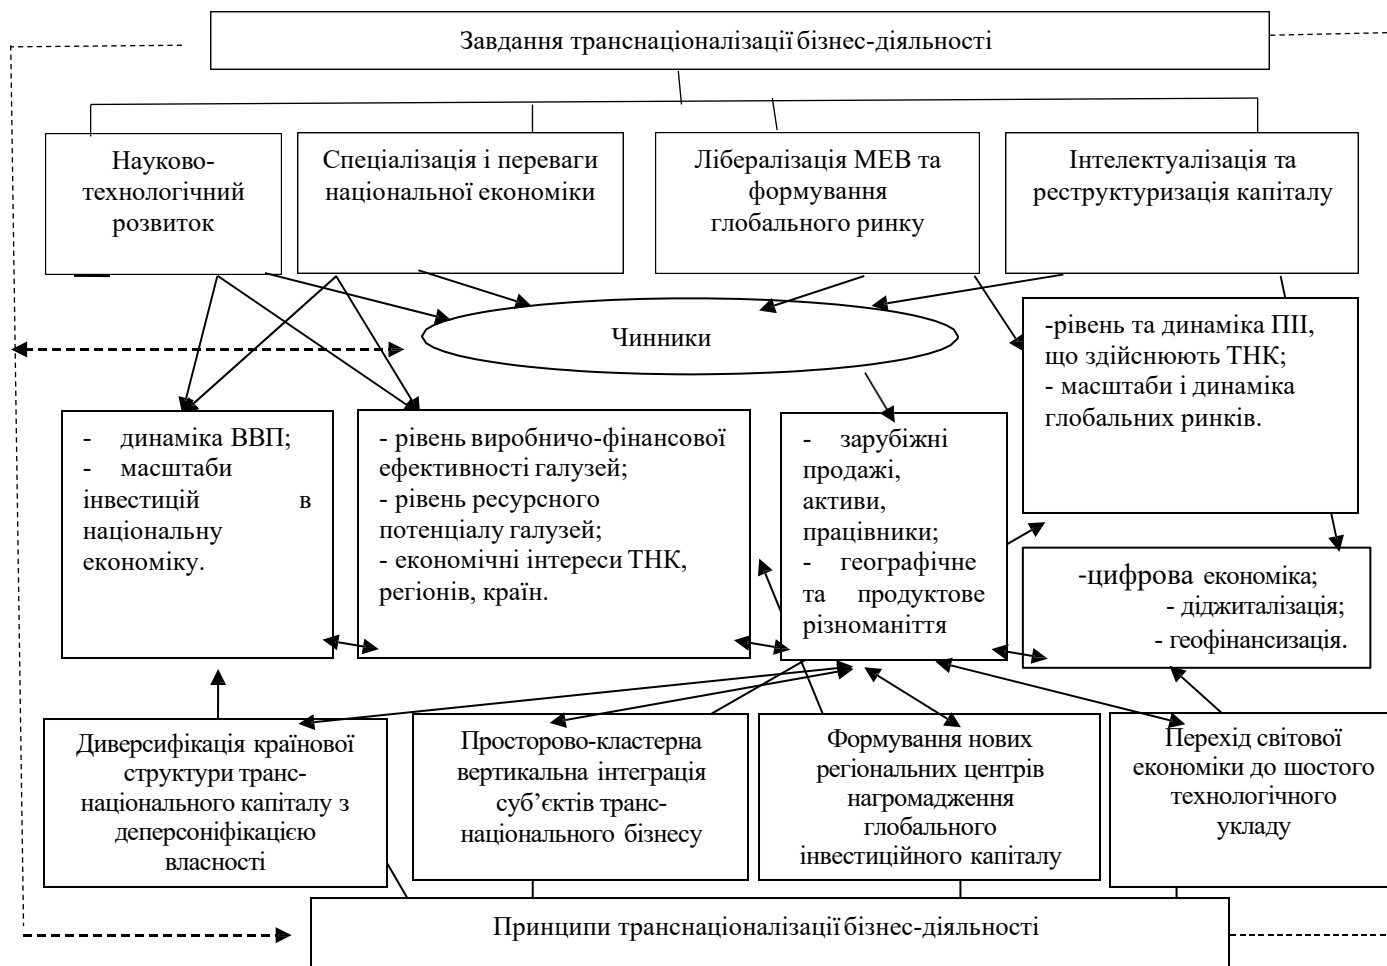 Завдання транснаціоналізації бізнес-діяльності
Науково-
технологічний
розвиток
Спеціалізація і переваги
національної економіки
Лібералізація МЕВ та
формування
глобального ринку
Інтелектуалізація та
реструктуризація капіталу
Чинники
-рівень та динаміка ПІІ,
що здійснюють ТНК;
- масштаби і динаміка
глобальних ринків.
- динаміка ВВП;
- масштаби
інвестицій в
національну
економіку.
- рівень виробничо-фінансової
ефективності галузей;
- рівень ресурсного
потенціалу галузей;
- економічні інтереси ТНК,
регіонів, країн.
- зарубіжні
продажі,
активи,
працівники;
- географічне
та продуктове
різноманіття
-цифрова економіка;
- діджиталізація;
- геофінансизація.
Диверсифікація країнової
структури транс-
національного капіталу з
деперсоніфікацією
власності
Просторово-кластерна
вертикальна інтеграція
суб’єктів транс-
національного бізнесу
Формування нових
регіональних центрів
нагромадження
глобального
інвестиційного капіталу
Перехід світової
економіки до шостого
технологічного
укладу
Принципи транснаціоналізації бізнес-діяльності